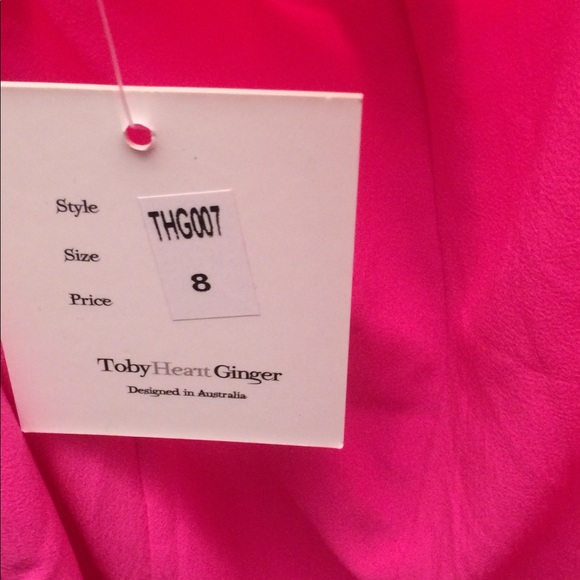 Style THG007
Size 8
Price
TobyHeartGinger
Designed in Australia